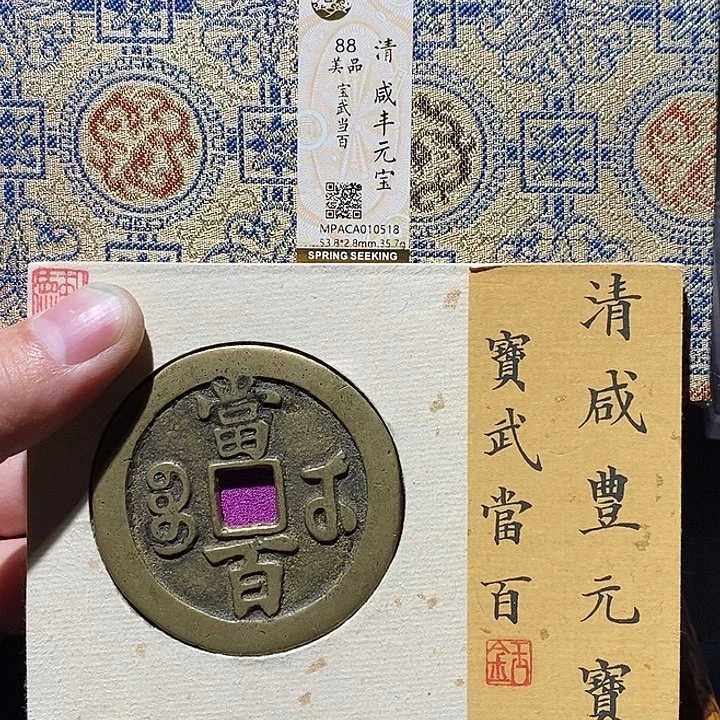 清 咸丰元宝
88
美品
宝武当百
MPACA010518
53.8*2.8mm.35.7g
SPRING SEEKING
當百
清咸豐元寶
寶武當百